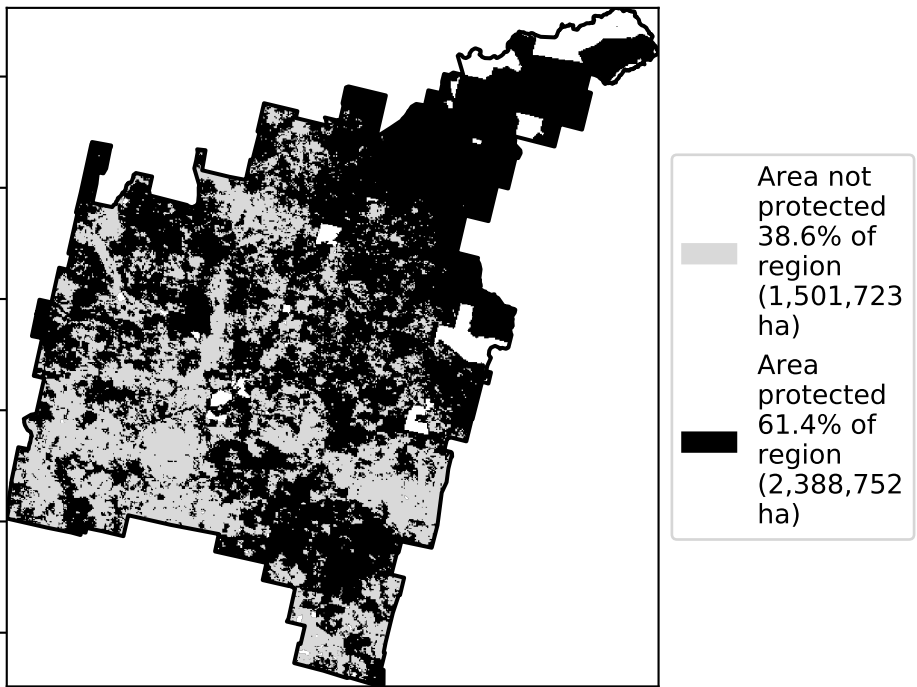 Area not
protected
38.6% of
region
(1,501,723
ha)
Area
protected
61.4% of
region
(2,388,752
ha)